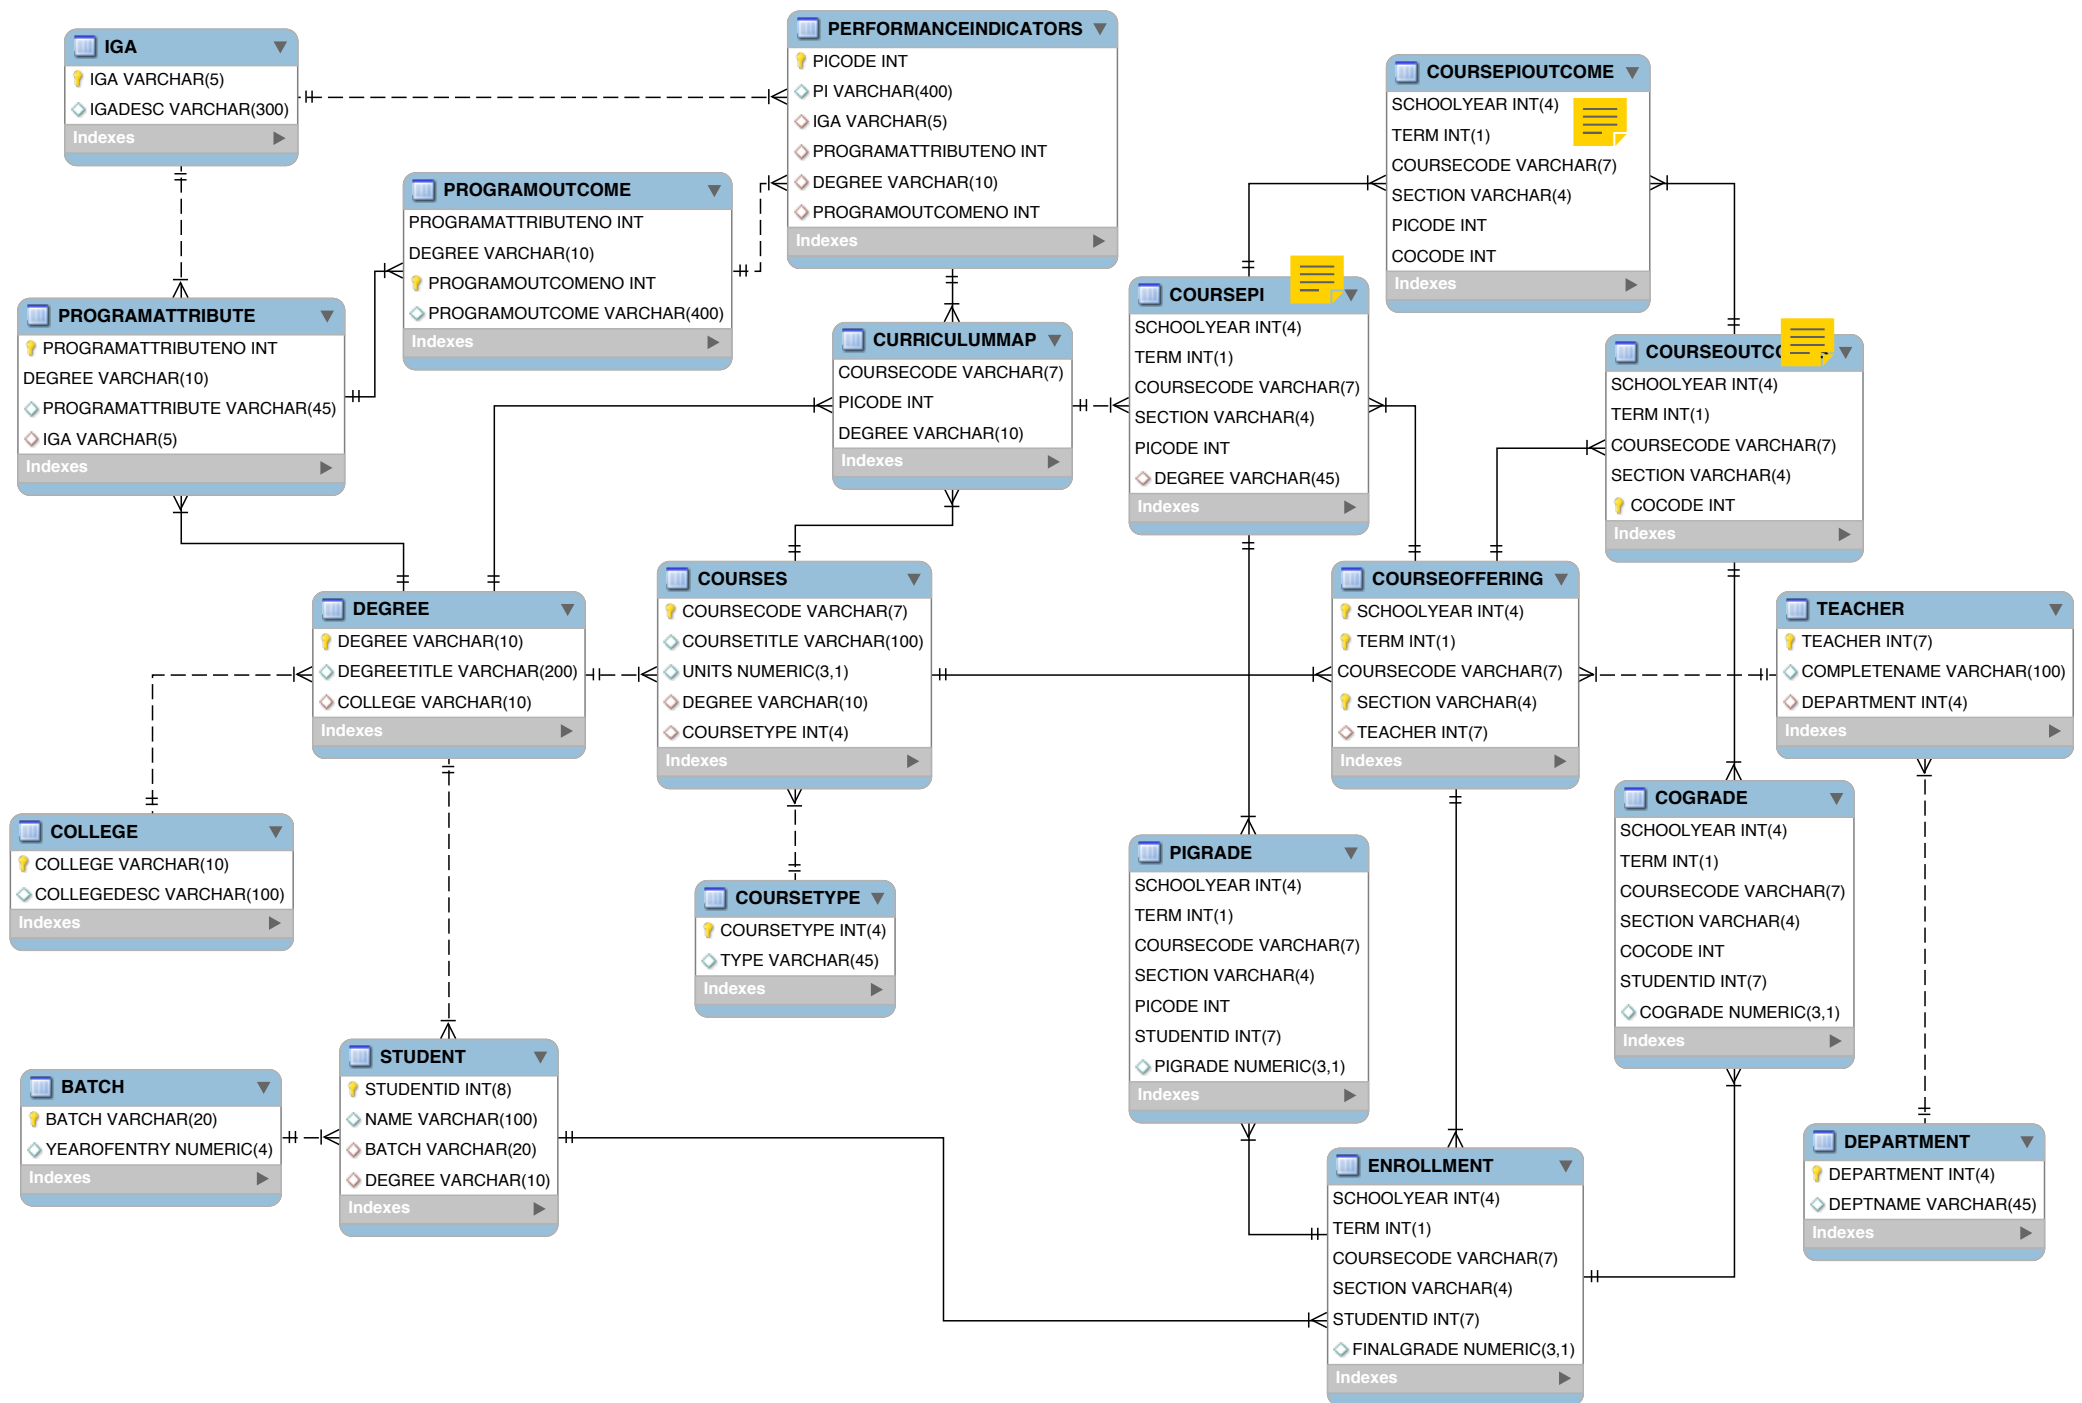 IGA
IGA VARCHAR(5)
IGADESC VARCHAR(300)
Indexes
PERFORMANCEINDICATORS
PICODE INT
PI VARCHAR(400)
IGA VARCHAR(5)
PROGRAMATTRIBUTENO INT
DEGREE VARCHAR(10)
PROGRAMOUTCOMENO INT
Indexes
COURSEPIOUTCOME
SCHOOLYEAR INT(4)
TERM INT(1)
COURSECODE VARCHAR(7)
SECTION VARCHAR(4)
PICODE INT
COCODE INT
Indexes
PROGRAMOUTCOME
PROGRAMATTRIBUTENO INT
DEGREE VARCHAR(10)
PROGRAMOUTCOMENO INT
PROGRAMOUTCOME VARCHAR(400)
Indexes
PROGRAMATTRIBUTE
PROGRAMATTRIBUTENO INT
DEGREE VARCHAR(10)
PROGRAMATTRIBUTE VARCHAR(45)
IGA VARCHAR(5)
Indexes
CURRICULUMMAP
COURSECODE VARCHAR(7)
PICODE INT
DEGREE VARCHAR(10)
Indexes
COURSEPI
SCHOOLYEAR INT(4)
TERM INT(1)
COURSECODE VARCHAR(7)
SECTION VARCHAR(4)
PICODE INT
DEGREE VARCHAR(45)
Indexes
SCHOOLYEAR INT(4)
TERM INT(1)
COURSECODE VARCHAR(7)
SECTION VARCHAR(4)
COCODE INT
Indexes
DEGREE
DEGREE VARCHAR(10)
DEGREETITLE VARCHAR(200)
COLLEGE VARCHAR(10)
Indexes
COURSES
COURSECODE VARCHAR(7)
COURSETITLE VARCHAR(100)
UNITS NUMERIC(3,1)
DEGREE VARCHAR(10)
COURSETYPE INT(4)
Indexes
COURSEOFFERING
SCHOOLYEAR INT(4)
TERM INT(1)
COURSECODE VARCHAR(7)
SECTION VARCHAR(4)
TEACHER INT(7)
Indexes
TEACHER
TEACHER INT(7)
COMPLETENAME VARCHAR(100)
DEPARTMENT INT(4)
Indexes
COLLEGE
COLLEGE VARCHAR(10)
COLLEGEDESC VARCHAR(100)
Indexes
COURSETYPE
COURSETYPE INT(4)
TYPE VARCHAR(45)
Indexes
PIGRADE
SCHOOLYEAR INT(4)
TERM INT(1)
COURSECODE VARCHAR(7)
SECTION VARCHAR(4)
PICODE INT
STUDENTID INT(7)
PIGRADE NUMERIC(3,1)
Indexes
COGRADE
SCHOOLYEAR INT(4)
TERM INT(1)
COURSECODE VARCHAR(7)
SECTION VARCHAR(4)
COCODE INT
STUDENTID INT(7)
COGRADE NUMERIC(3,1)
Indexes
BATCH
BATCH VARCHAR(20)
YEAROFENTRY NUMERIC(4)
Indexes
STUDENT
STUDENTID INT(8)
NAME VARCHAR(100)
BATCH VARCHAR(20)
DEGREE VARCHAR(10)
Indexes
ENROLLMENT
SCHOOLYEAR INT(4)
TERM INT(1)
COURSECODE VARCHAR(7)
SECTION VARCHAR(4)
STUDENTID INT(7)
FINALGRADE NUMERIC(3,1)
Indexes
DEPARTMENT
DEPARTMENT INT(4)
DEPTNAME VARCHAR(45)
Indexes